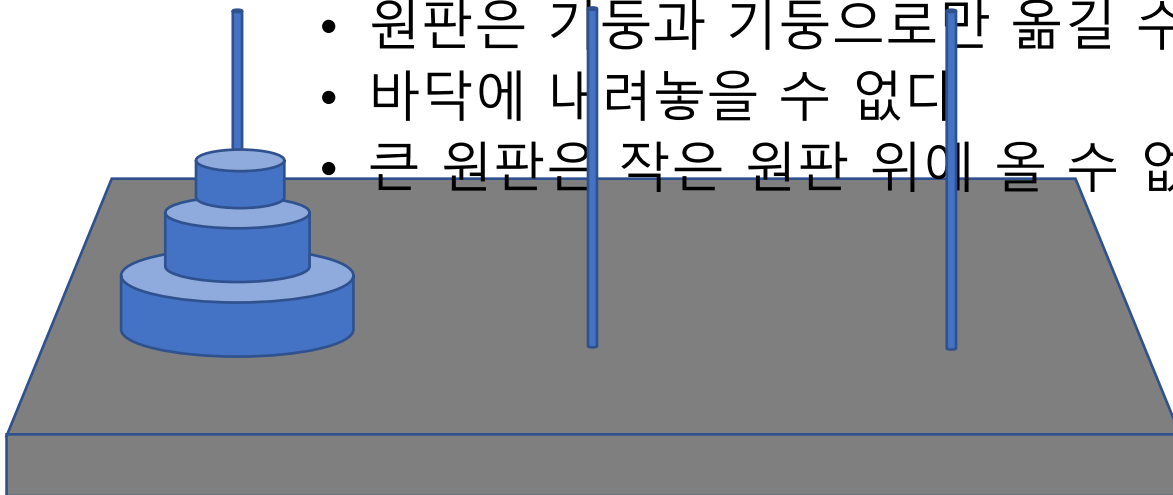 • 원판은 기둥과 기둥으로만 옮길 수
• 바닥에 내려놓을 수 없다
• 큰 원판은 작은 원판 위에 올 수